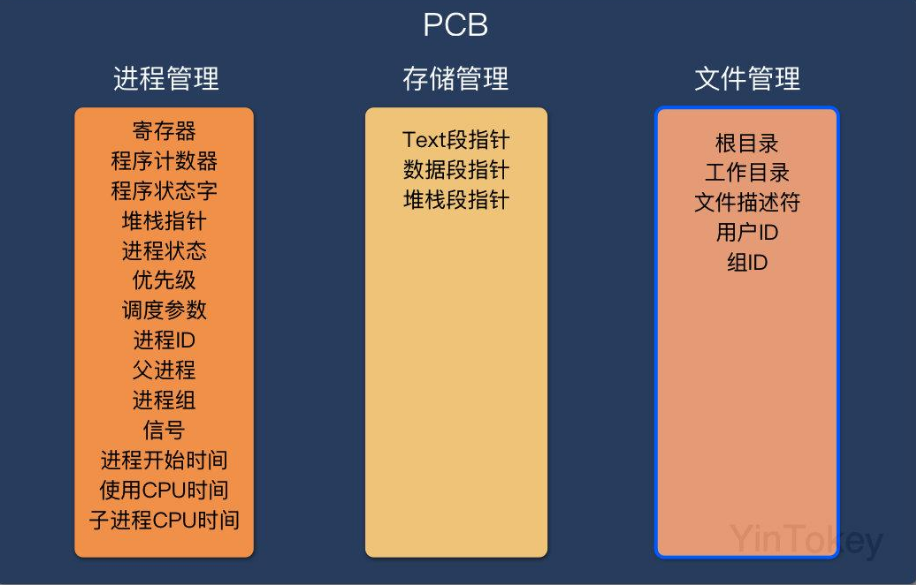 PCB
进程管理
寄存器
程序计数器
程序状态字
堆栈指针
进程状态
优先级
调度参数
进程ID
父进程
进程组
信号
进程开始时间
使用CPU时间
子进程CPU时间
存储管理
Text段指针
数据段指针
堆栈段指针
文件管理
根目录
工作目录
文件描述符
用户ID
组ID
YinTokey